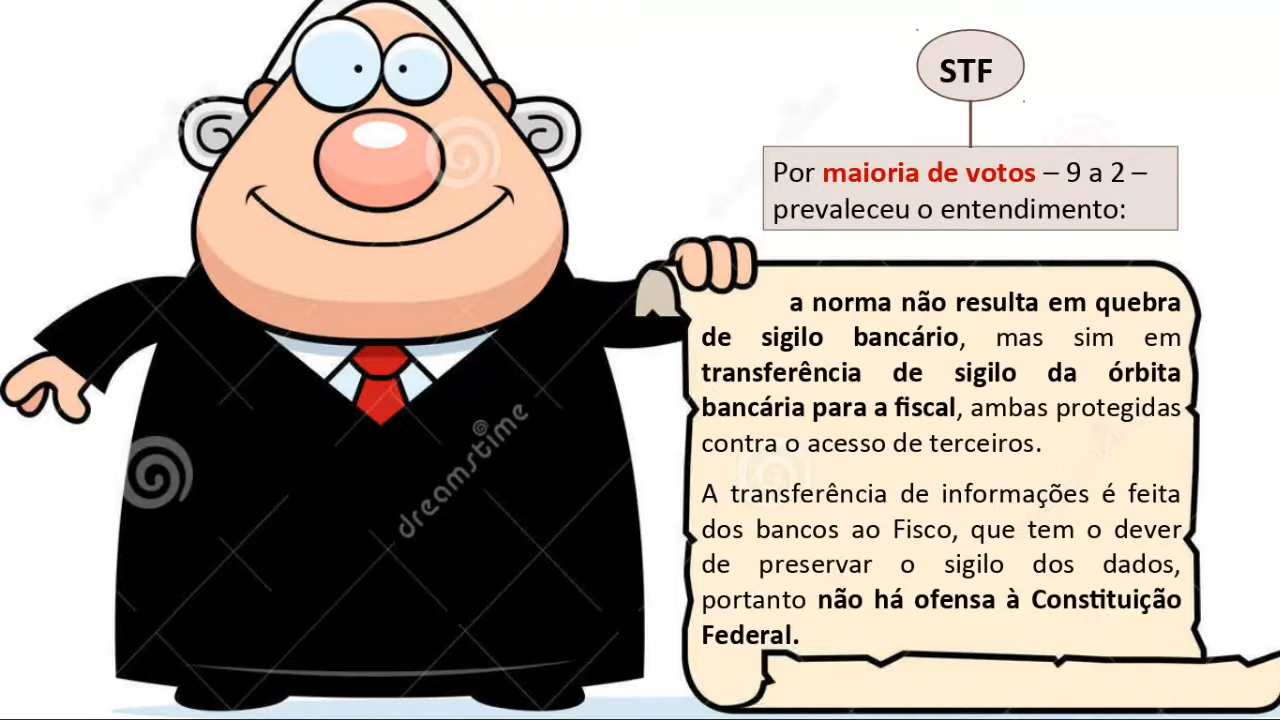 STF
Por maioria de votos – 9 a 2 –
prevaleceu o entendimento:
a norma não resulta em quebra
de sigilo bancário, mas sim em
transferência de sigilo da órbita
bancária para a fiscal, ambas protegidas
contra o acesso de terceiros.
A transferência de informações é feita
dos bancos ao Fisco, que tem o dever
de preservar o sigilo dos dados,
portanto não há ofensa à Constituição
Federal.
dreamstime